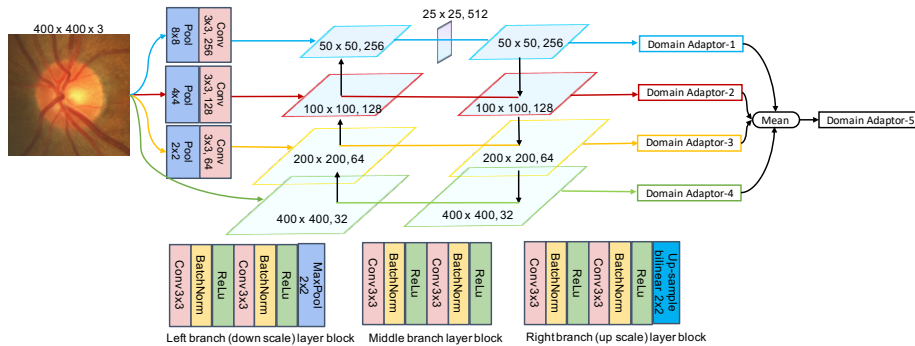 400 x 400 x 3
Pool
8x8
Conv
3x3, 256
Pool
4x4
Conv
3x3, 128
Pool
2x2
Conv
3x3, 64
25 x 25, 512
50 x 50, 256
50 x 50, 256
100 x 100, 128
100 x 100, 128
200 x 200, 64
200 x 200, 64
400 x 400, 32
400 x 400, 32
Domain Adaptor-1
Domain Adaptor-2
Domain Adaptor-3
Domain Adaptor-4
Mean
Domain Adaptor-5
Conv3x3
BatchNorm
ReLu
Conv3x3
BatchNorm
ReLu
MaxPool
2x2
Left branch (down scale) layer block
Conv3x3
BatchNorm
ReLu
Conv3x3
BatchNorm
ReLu
Middle branch layer block
Conv3x3
BatchNorm
ReLu
Conv3x3
BatchNorm
ReLu
Up-sample
bilinear 2x2
Right branch (up scale) layer block